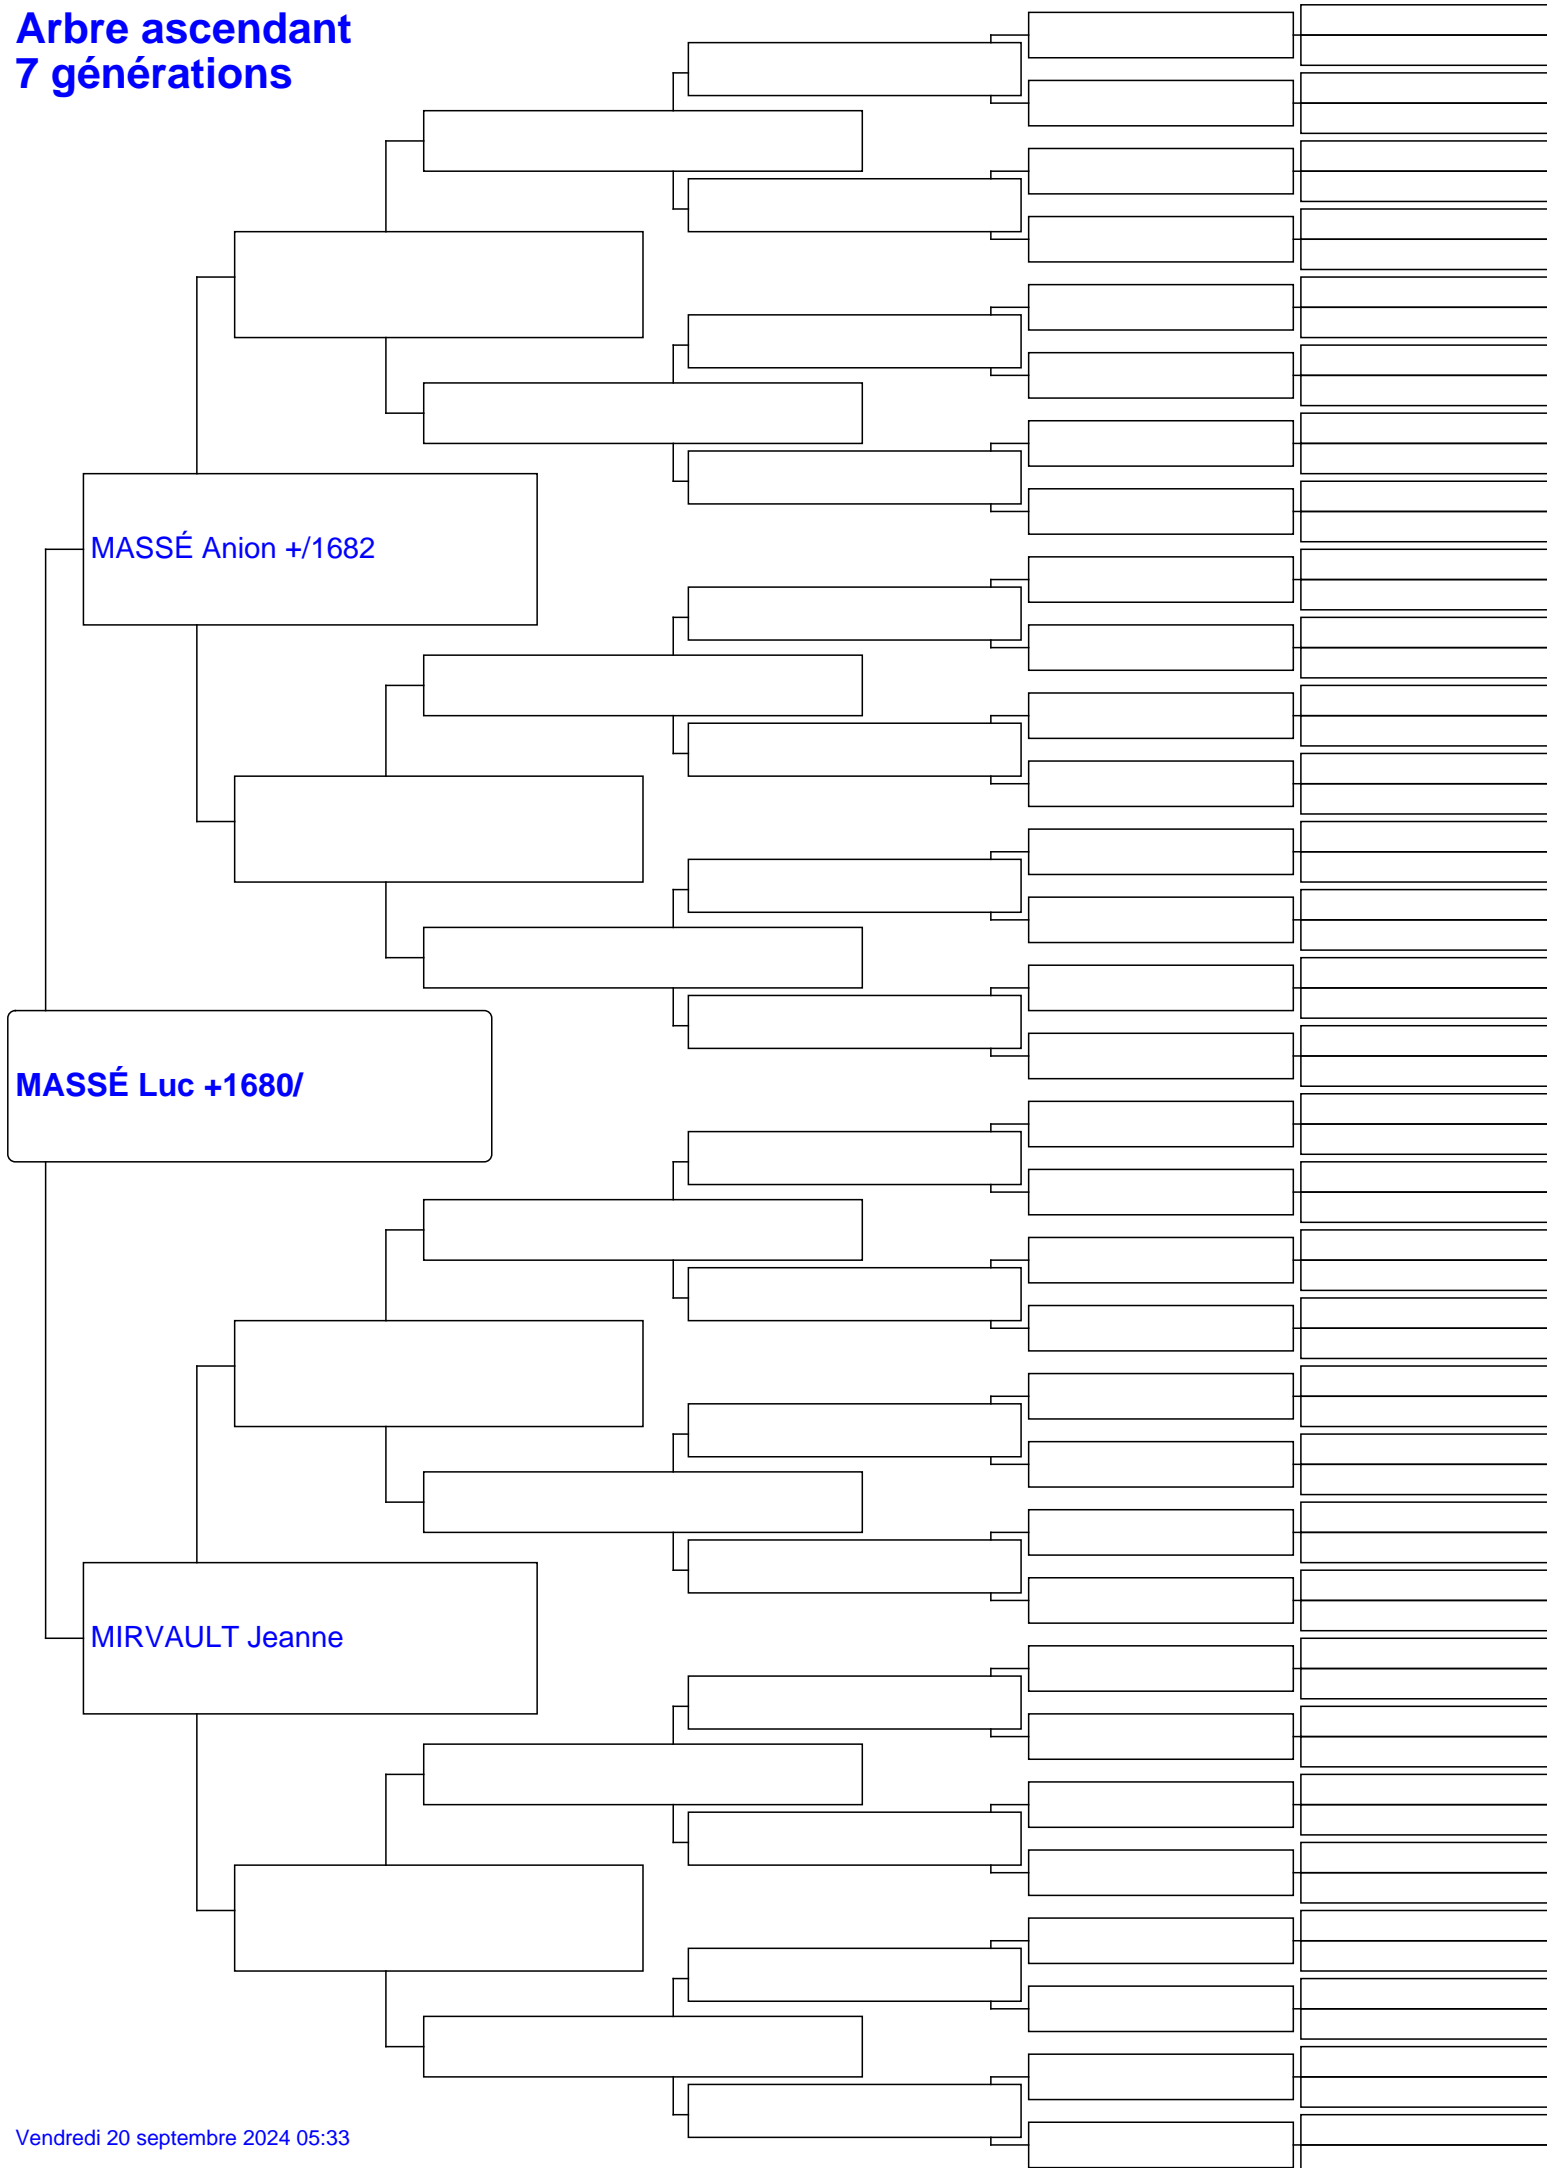 Arbre ascendant
7 générations
MASSÉ Anion +/1682
MASSÉ Luc +1680/
MIRVAULT Jeanne
Vendredi 20 septembre 2024 05:33